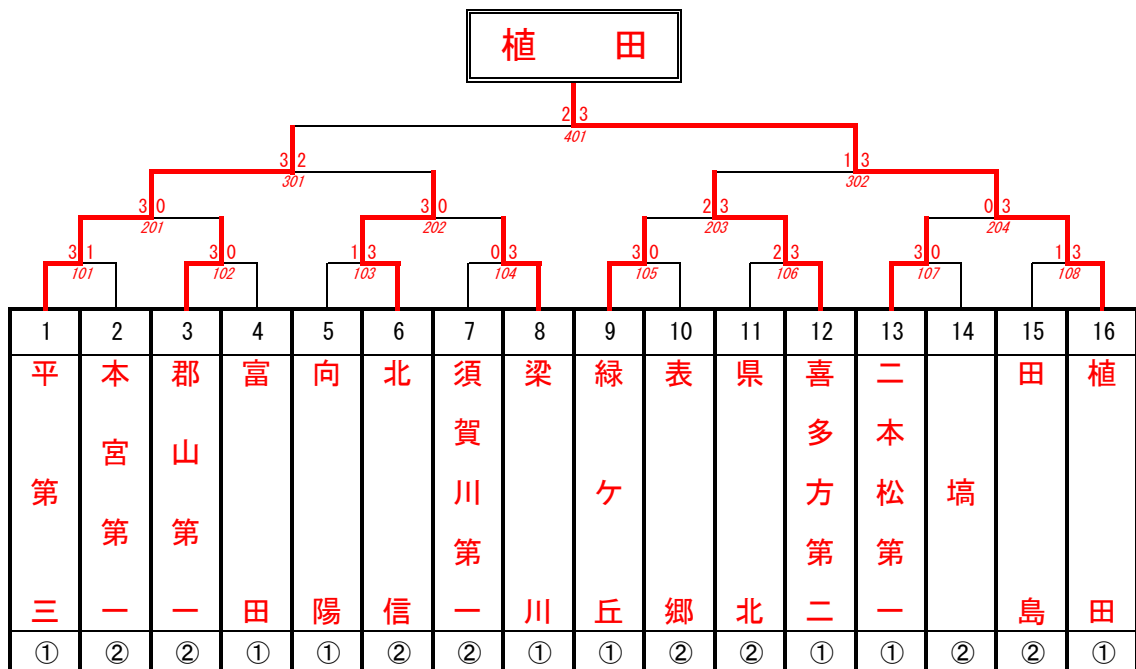 植 田
2 3
401
3 2
301
1 3
302
3 0
201
3 0
202
2 3
203
0 3
204
3 1
101
3 0
102
1 3
103
0 3
104
3 0
105
2 3
106
3 0
107
1 3
108
1 2 3 4 5 6 7 8 9 10 11 12 13 14 15 16
平第三
本宮第一
郡山第一
富田
向陽
北信
須賀川第一
梁川
緑ケ丘
表郷
県北
喜多方第二
二本松第一
塙
田島
植田
① ② ② ① ① ② ② ① ① ② ② ① ① ② ② ①